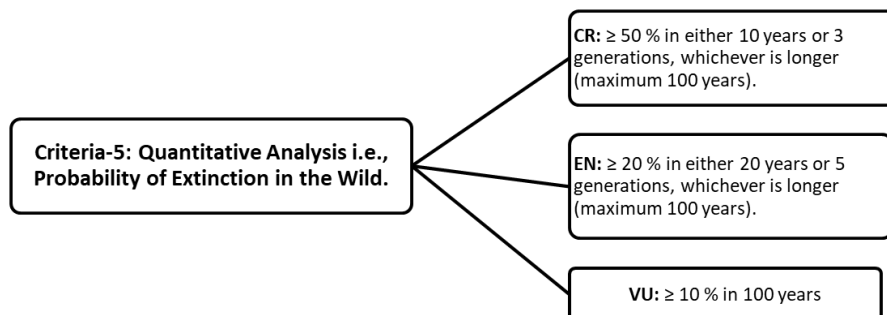 Criteria-5: Quantitative Analysis i.e.,
Probability of Extinction in the Wild.
CR: ≥ 50 % in either 10 years or 3
generations, whichever is longer
(maximum 100 years).
EN: ≥ 20 % in either 20 years or 5
generations, whichever is longer
(maximum 100 years).
VU: ≥ 10 % in 100 years